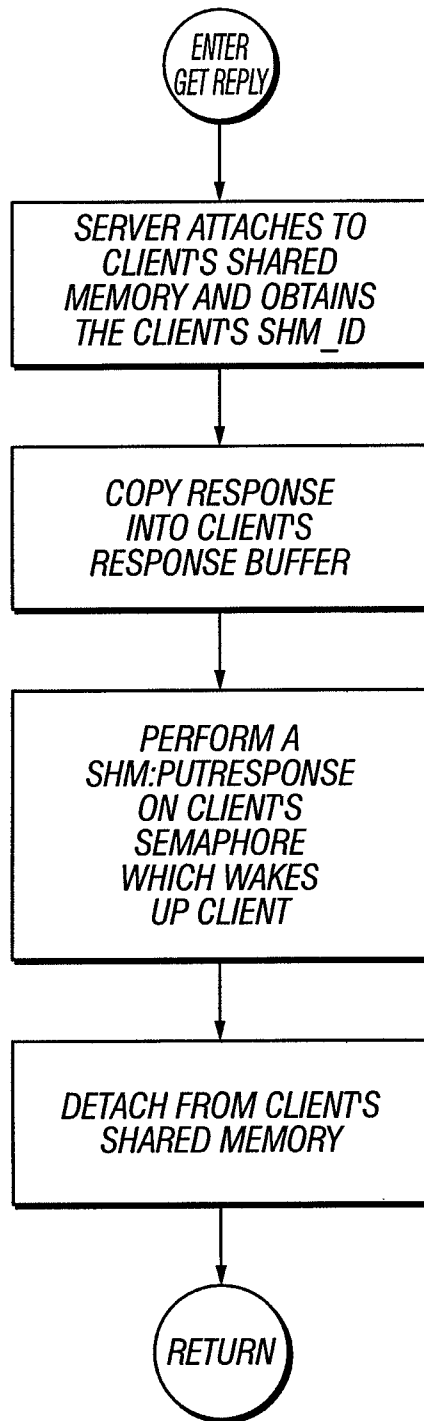 ENTER
GET REPLY
SERVER ATTACHES TO
CLIENT'S SHARED
MEMORY AND OBTAINS
THE CLIENT'S SHM_ID
COPY RESPONSE
INTO CLIENT'S
RESPONSE BUFFER
PERFORM A
SHM:PUTRESPONSE
ON CLIENT'S
SEMAPHORE
WHICH WAKES
UP CLIENT
DETACH FROM CLIENT'S
SHARED MEMORY
RETURN